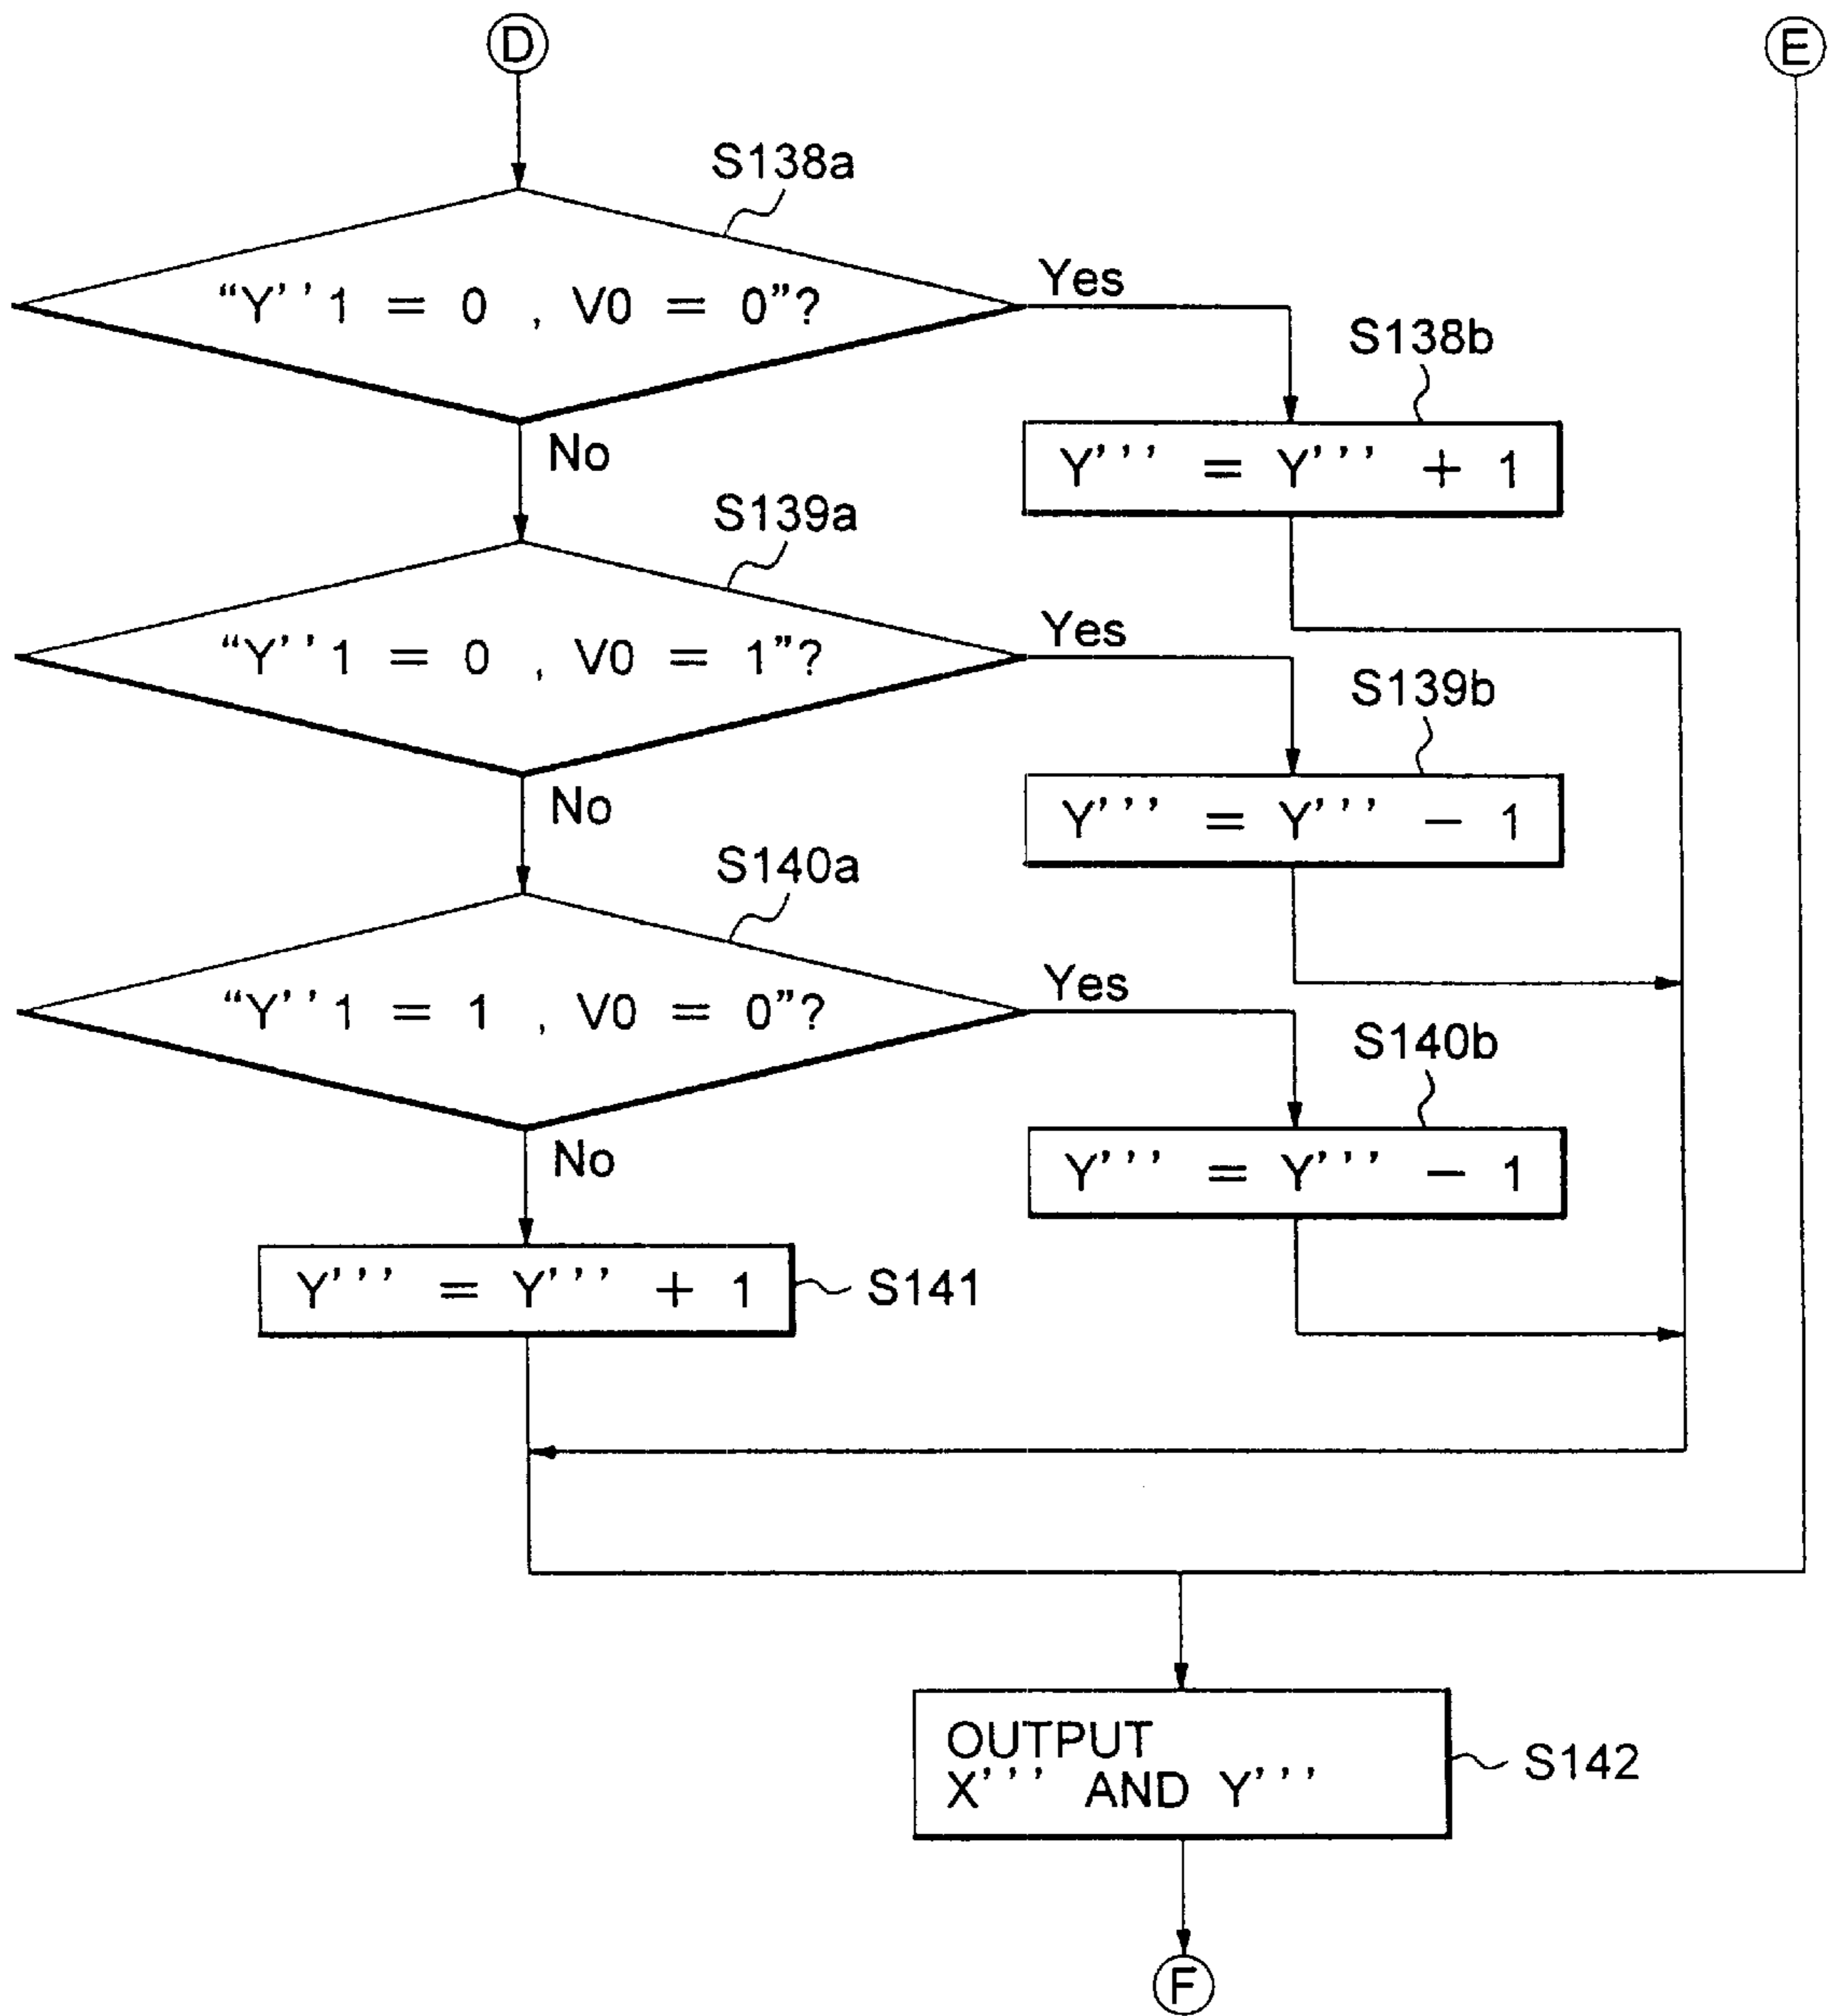 D
E
S138a
“Y’’1 = 0 , V0 = 0”?
Yes
S138b
No
Y’’’ = Y’’’ + 1
S139a
“Y’’1 = 0 , V0 = 1”?
Yes
S139b
No
Y’’’ = Y’’’ − 1
S140a
“Y’’1 = 1 , V0 = 0”?
Yes
S140b
No
Y’’’ = Y’’’ − 1
Y’’’ = Y’’’ + 1
S141
OUTPUT
X’’’ AND Y’’’
S142
F